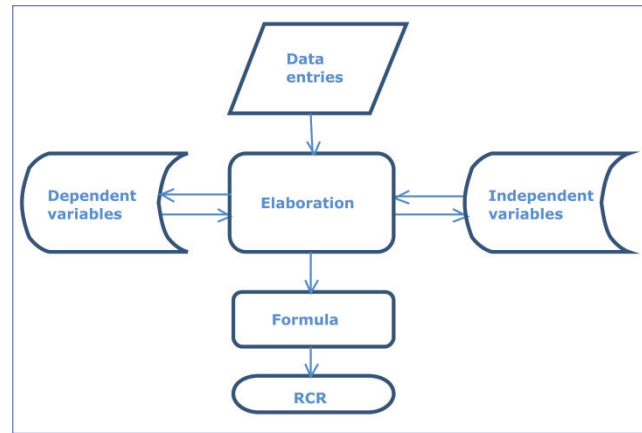 Data
entries
Dependent
variables
Elaboration
Independent
variables
Formula
RCR